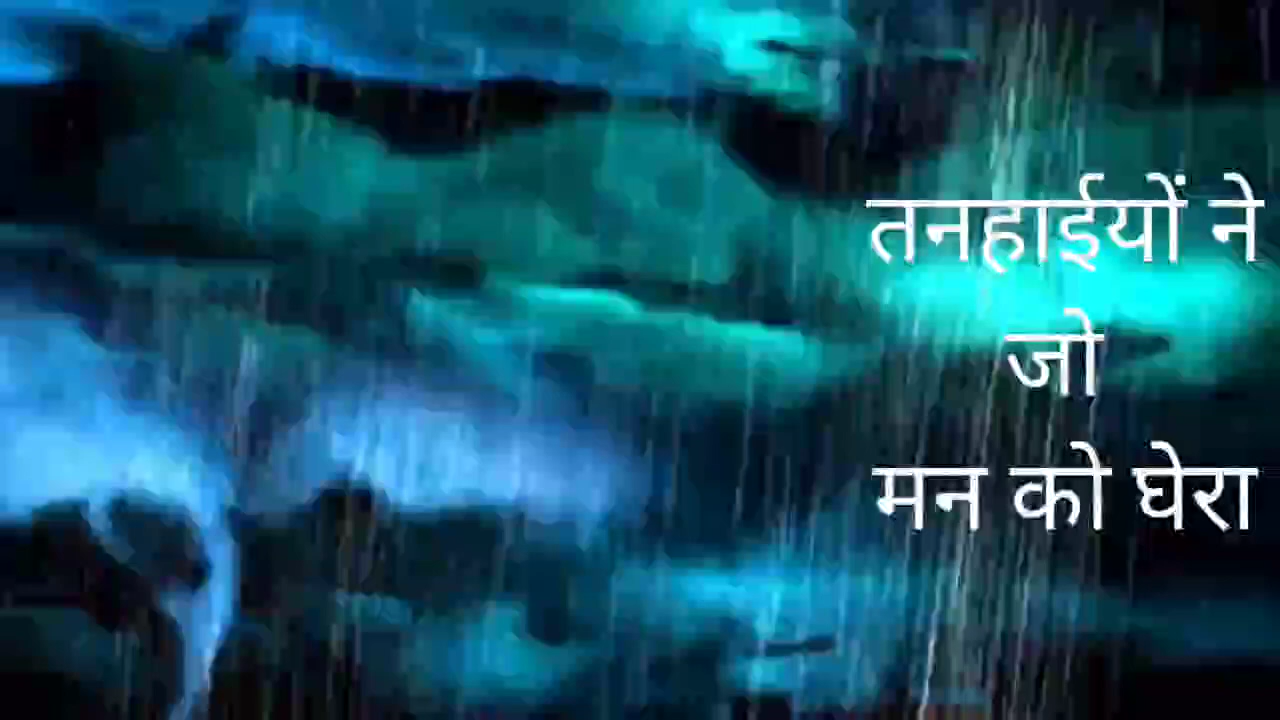 तनहाईयों ने
जो
मन को घेरा